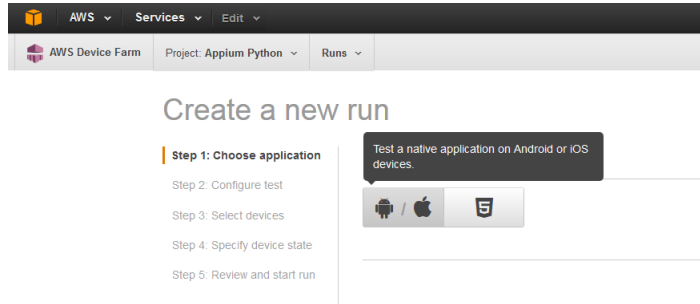 AWS Services Edit
AWS Device Farm Project: Appium Python Runs
Create a new run
Step 1: Choose application
Step 2: Configure test
Step 3: Select devices
Step 4: Specify device state
Step 5: Review and start run
Test a native application on Android or iOS
devices.
/ 5